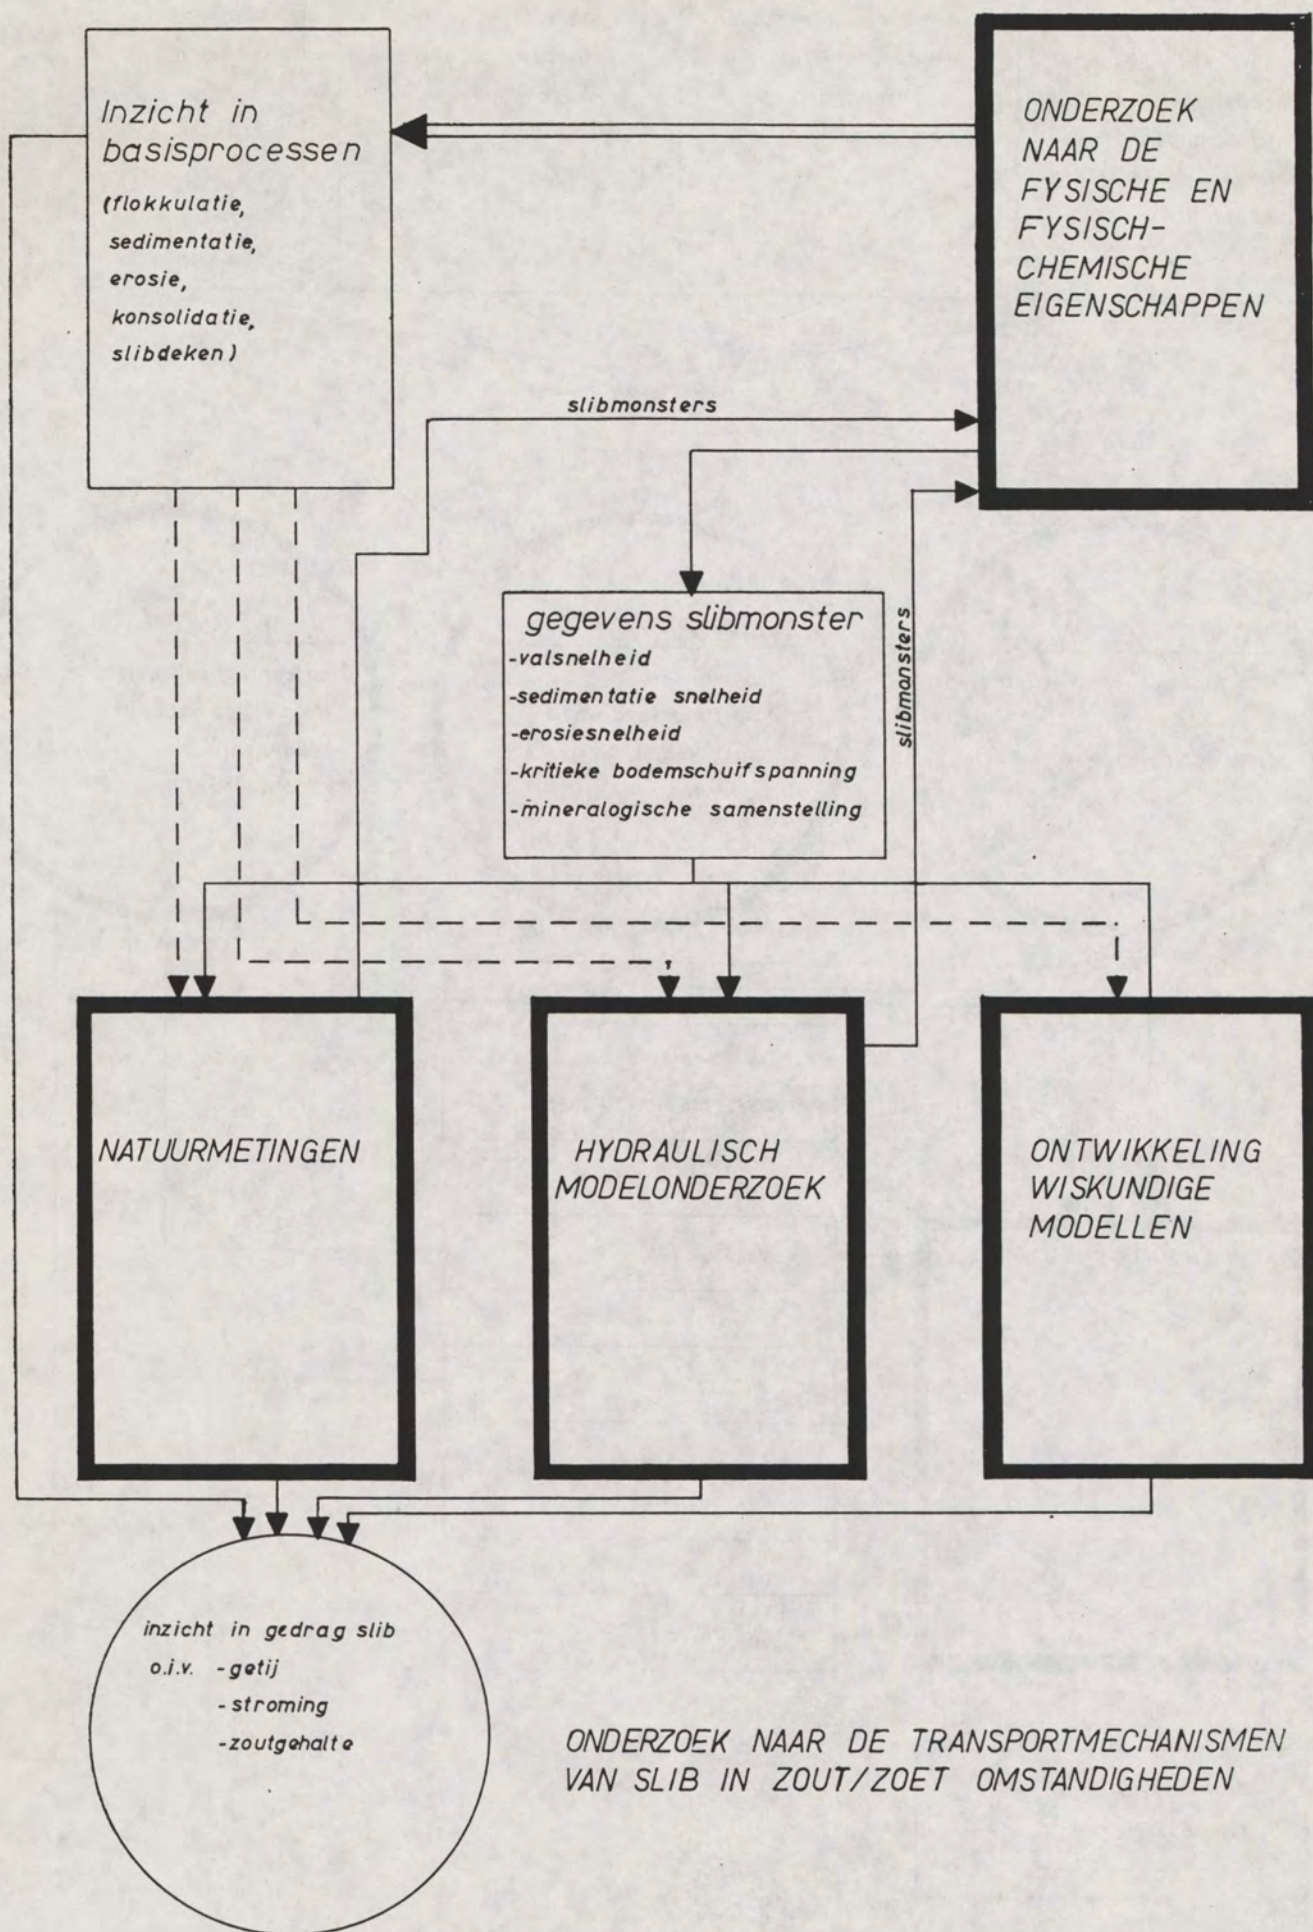 Inzicht in
basisprocessen
(flokkulatie,
sedimentatie,
erosie,
konsolidatie,
slibdeken)
ONDERZOEK
NAAR DE
FYSISCHE EN
FYSISCH-
CHEMISCHE
EIGENSCHAPPEN
slibmonsters
gegevens slibmonster
-valsnelheid
-sedimentatie snelheid
-erosiesnelheid
-kritieke bodemschuifspanning
-mineralogische samenstelling
slibmonsters
NATUURMETINGEN
HYDRAULISCH
MODELONDERZOEK
ONTWIKKELING
WISKUNDIGE
MODELLEN
inzicht in gedrag slib
o.i.v. -getij
-stroming
-zoutgehalte
ONDERZOEK NAAR DE TRANSPORTMECHANISMEN
VAN SLIB IN ZOUT/ZOET OMSTANDIGHEDEN